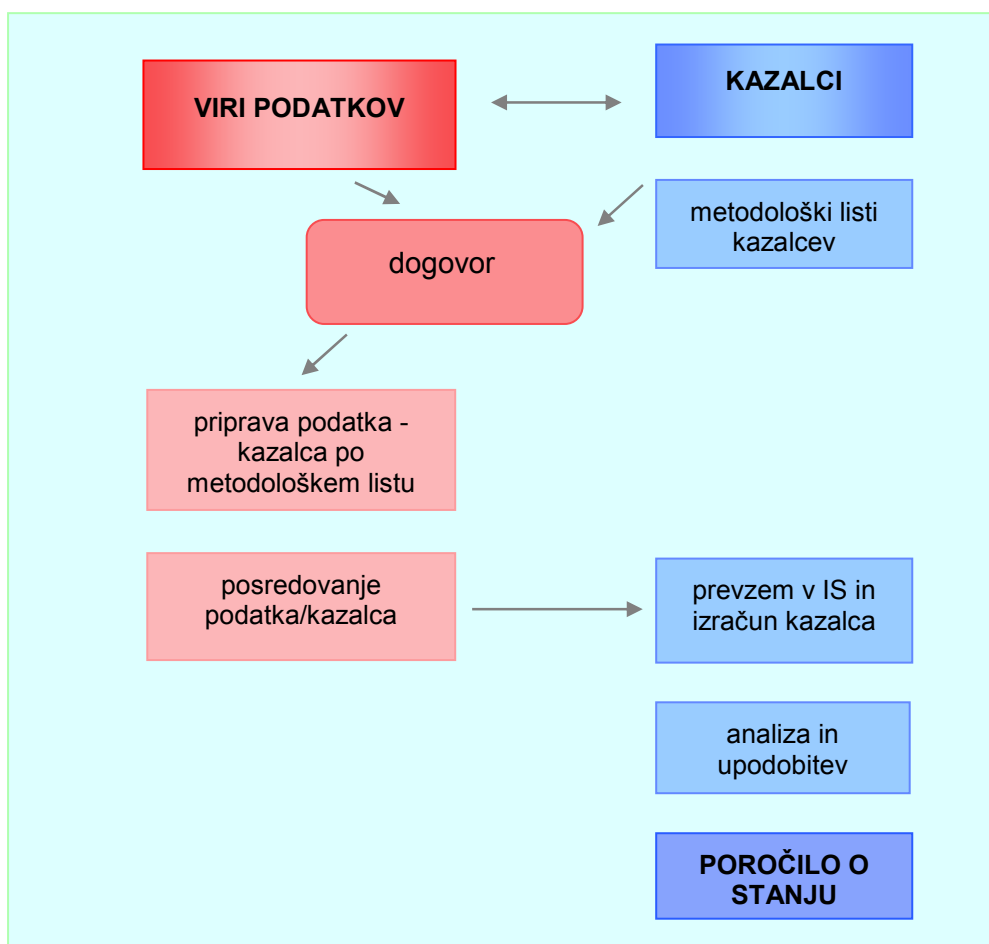 VIRI PODATKOV
KAZALCI
metodološki listi
kazalcev
dogovor
priprava podatka -
kazalca po
metodološkem listu
posredovanje
podatka/kazalca
prevzem v IS in
izračun kazalca
analiza in
upodobitev
POROČILO O
STANJU